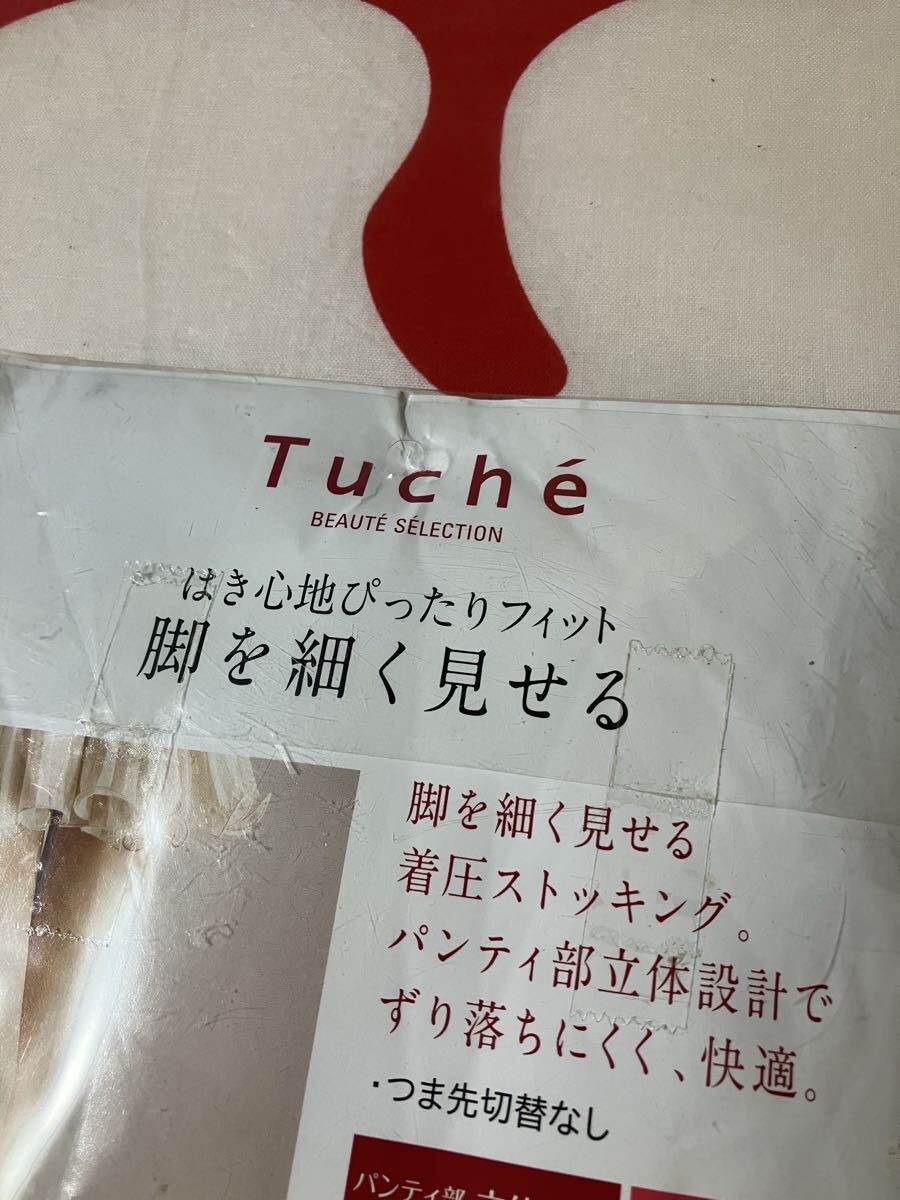 Tuché
BEAUTÉ SÉLECTION
はき心地ぴったりフィット
脚を細く見せる
脚を細く見せる
着圧ストッキング。
パンティ部立体設計で
ずり落ちにくく、快適。
・つま先切替なし
パンティ部